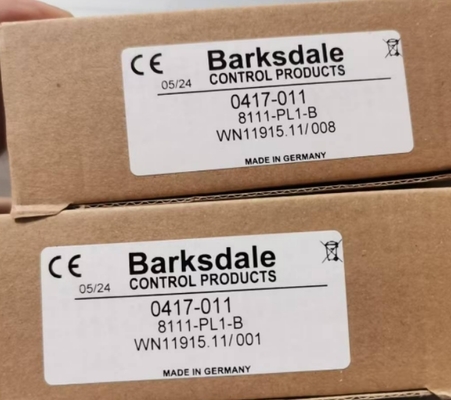 CE Barksdale
05/24 CONTROL PRODUCTS
0417-011
8111-PL1-B
WN11915.11/008
MADE IN GERMANY
CE Barksdale
05/24 CONTROL PRODUCTS
0417-011
8111-PL1-B
WN11915.11/001
MADE IN GERMANY